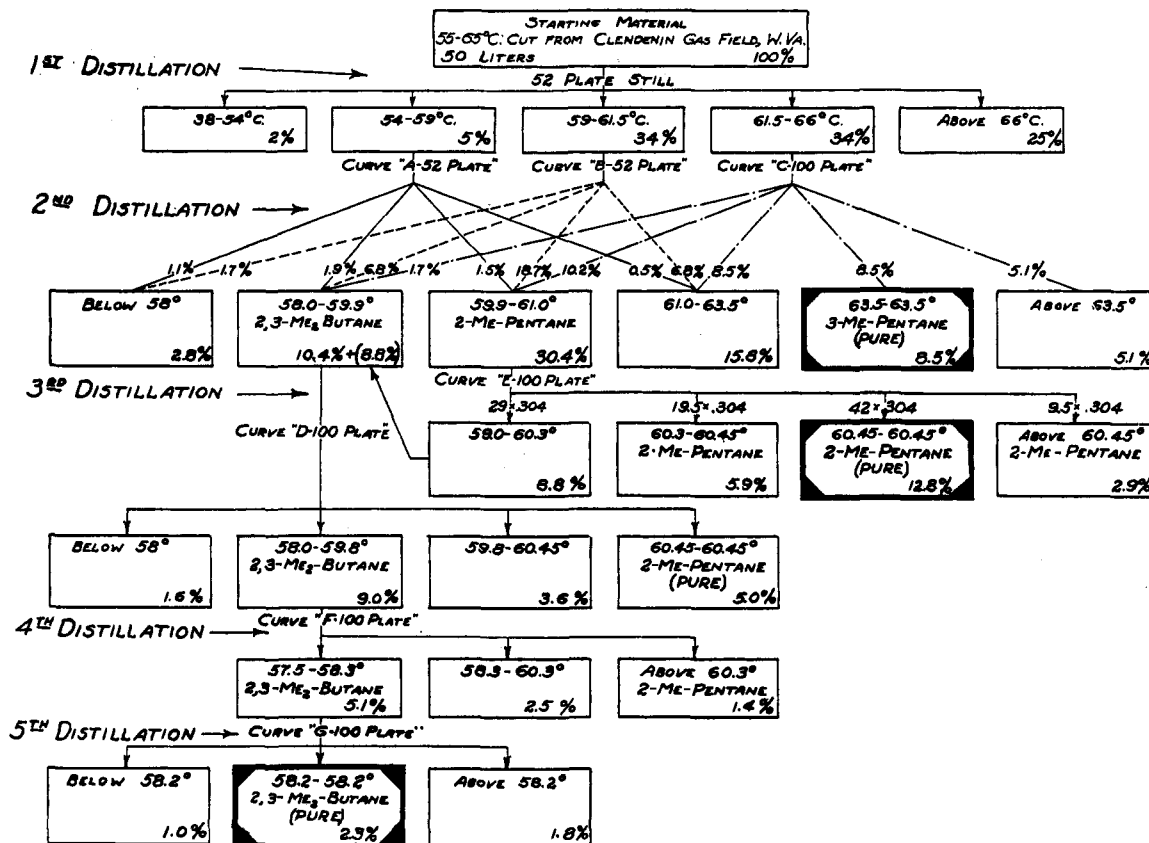 STARTING MATERIAL
55-65°C. CUT FROM CLENDENIN GAS FIELD, W.VA.
50 LITERS 100%
1ST DISTILLATION
52 PLATE STILL
38-54°C. 54-59°C. 59-61.5°C. 61.5-66°C. ABOVE 66°C.
2% 5% 34% 34% 25%
CURVE "A-52 PLATE" CURVE "B-52 PLATE" CURVE "C-100 PLATE"
2ND DISTILLATION
1.1% 1.7% 1.9% 6.8% 1.7% 1.5% 18.7% 10.2% 0.5% 6.8% 8.5% 8.5% 5.1%
BELOW 58° 58.0-59.9° 59.9-61.0° 61.0-63.5° 63.5-63.5° ABOVE 63.5°
2,3-ME2 BUTANE 2-ME-PENTANE 3-ME-PENTANE
(PURE)
2.8% 10.4%+(8.8%) 30.4% 15.8% 8.5% 5.1%
CURVE "E-100 PLATE"
3RD DISTILLATION
29×.304 19.5×.304 42×.304 9.5×.304
CURVE "D-100 PLATE"
59.0-60.3° 60.3-60.45° 60.45-60.45° ABOVE 60.45°
2-ME-PENTANE 2-ME-PENTANE 2-ME-PENTANE
(PURE)
8.8% 5.9% 12.8% 2.9%
BELOW 58° 58.0-59.8° 59.8-60.45° 60.45-60.45°
2,3-ME2-BUTANE 2-ME-PENTANE
(PURE)
1.6% 9.0% 3.6% 5.0%
CURVE "F-100 PLATE"
4TH DISTILLATION
57.5-58.3° 58.3-60.3° ABOVE 60.3°
2,3-ME2-BUTANE 2-ME-PENTANE
5.1% 2.5% 1.4%
5TH DISTILLATION CURVE "G-100 PLATE"
BELOW 58.2° 58.2-58.2° ABOVE 58.2°
2,3-ME2-BUTANE
(PURE)
1.0% 2.3% 1.8%